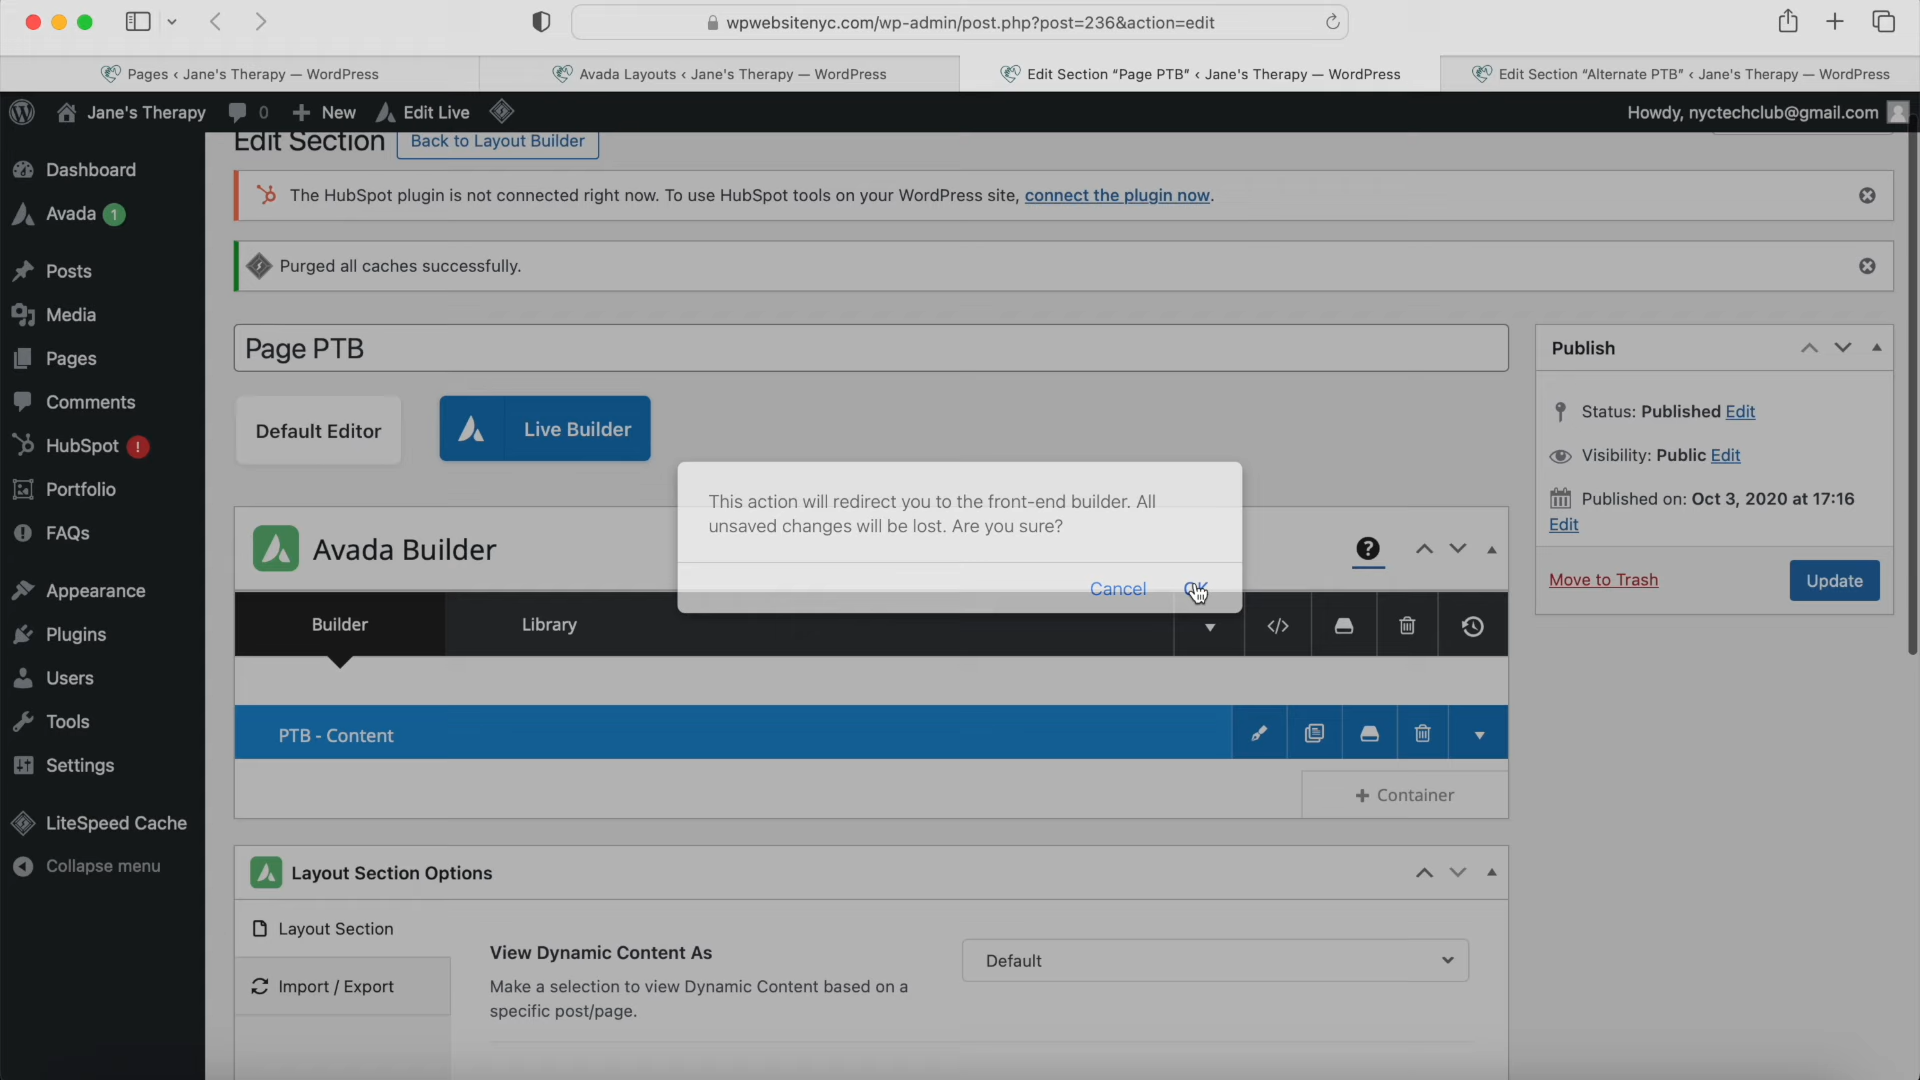 wpwebsitenyc.com/wp-admin/post.php?post=236&action=edit
Pages ‹ Jane's Therapy — WordPress
Avada Layouts ‹ Jane's Therapy — WordPress
Edit Section “Page PTB” ‹ Jane's Therapy — WordPress
Edit Section “Alternate PTB” ‹ Jane's Therapy — WordPress
Jane's Therapy
0
New
Edit Live
Howdy, nyctechclub@gmail.com
Dashboard
Avada 1
Posts
Media
Pages
Comments
HubSpot !
Portfolio
FAQs
Appearance
Plugins
Users
Tools
Settings
LiteSpeed Cache
Collapse menu
Edit Section
Back to Layout Builder
The HubSpot plugin is not connected right now. To use HubSpot tools on your WordPress site, connect the plugin now.
Purged all caches successfully.
Page PTB
Default Editor
Live Builder
This action will redirect you to the front-end builder. All
unsaved changes will be lost. Are you sure?
Cancel
OK
Avada Builder
?
Builder
Library
</>
PTB - Content
+ Container
Layout Section Options
Layout Section
Import / Export
View Dynamic Content As
Make a selection to view Dynamic Content based on a
specific post/page.
Default
Publish
Status: Published Edit
Visibility: Public Edit
Published on: Oct 3, 2020 at 17:16
Edit
Move to Trash
Update